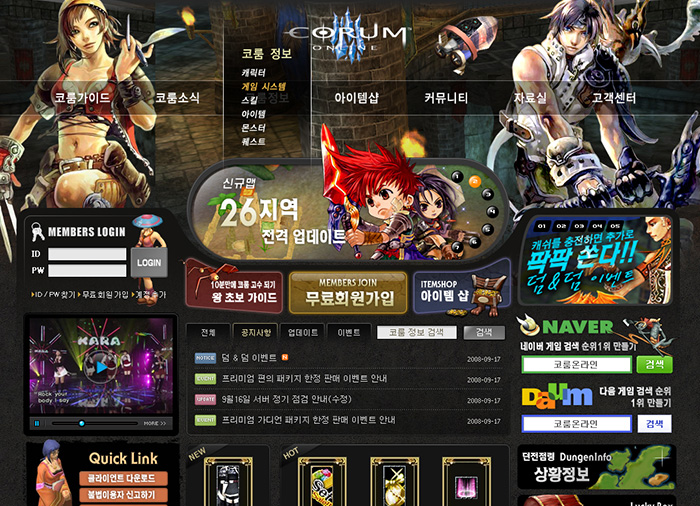 CORUM
ONLINE
코룸 정보
캐릭터
게임 시스템
스킬
아이템
몬스터
퀘스트
코룸가이드
코룸소식
코룸정보
아이템샵
커뮤니티
자료실
고객센터
신규맵
26지역
전격 업데이트
1
MEMBERS LOGIN
ID
PW
LOGIN
ID / PW 찾기
무료 회원 가입
계정 추가
10분만에 코룸 고수 되기
왕 초보 가이드
MEMBERS JOIN
무료회원가입
ITEMSHOP
아이템 샵
01 02 03 04 05
캐쉬를 충전하면 추가로
팍팍 쏜다!!
덤&덤 이벤트
KARA
Rock your
body I say
MORE >>
전체
공지사항
업데이트
이벤트
코룸 정보 검색
검색
NOTICE 덤 & 덤 이벤트 2008-09-17
EVENT 프리미엄 편의 패키지 한정 판매 이벤트 안내 2008-09-17
UPDATE 9월16일 서버 정기 점검 안내(수정) 2008-09-17
EVENT 프리미엄 가디언 패키지 한정 판매 이벤트 안내 2008-09-17
NAVER
네이버 게임 검색 순위1위 만들기
코룸온라인
검색
Daum
다음 게임 검색 순위
1위 만들기
코룸온라인
검색
Quick Link
클라이언트 다운로드
불법이용자 신고하기
NEW
HOT
던전점령 DungenInfo
상황정보
Lucky Box